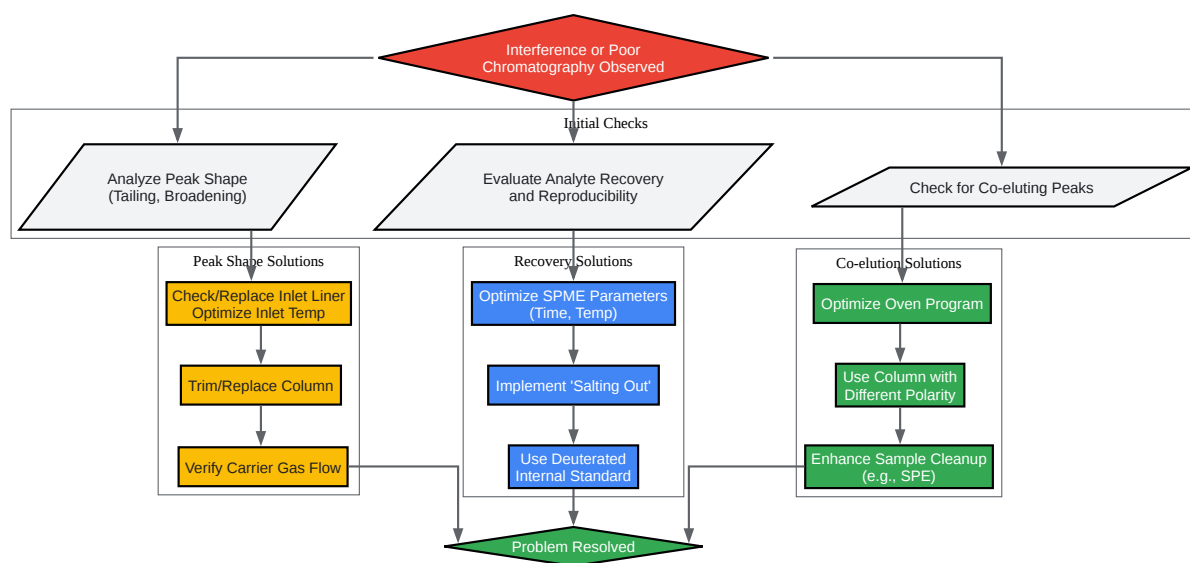 Interference or Poor
Chromatography Observed
Initial Checks
Analyze Peak Shape
(Tailing, Broadening)
Evaluate Analyte Recovery
and Reproducibility
Check for Co-eluting Peaks
Peak Shape Solutions
Check/Replace Inlet Liner
Optimize Inlet Temp
Trim/Replace Column
Verify Carrier Gas Flow
Recovery Solutions
Optimize SPME Parameters
(Time, Temp)
Implement 'Salting Out'
Use Deuterated
Internal Standard
Co-elution Solutions
Optimize Oven Program
Use Column with
Different Polarity
Enhance Sample Cleanup
(e.g., SPE)
Problem Resolved